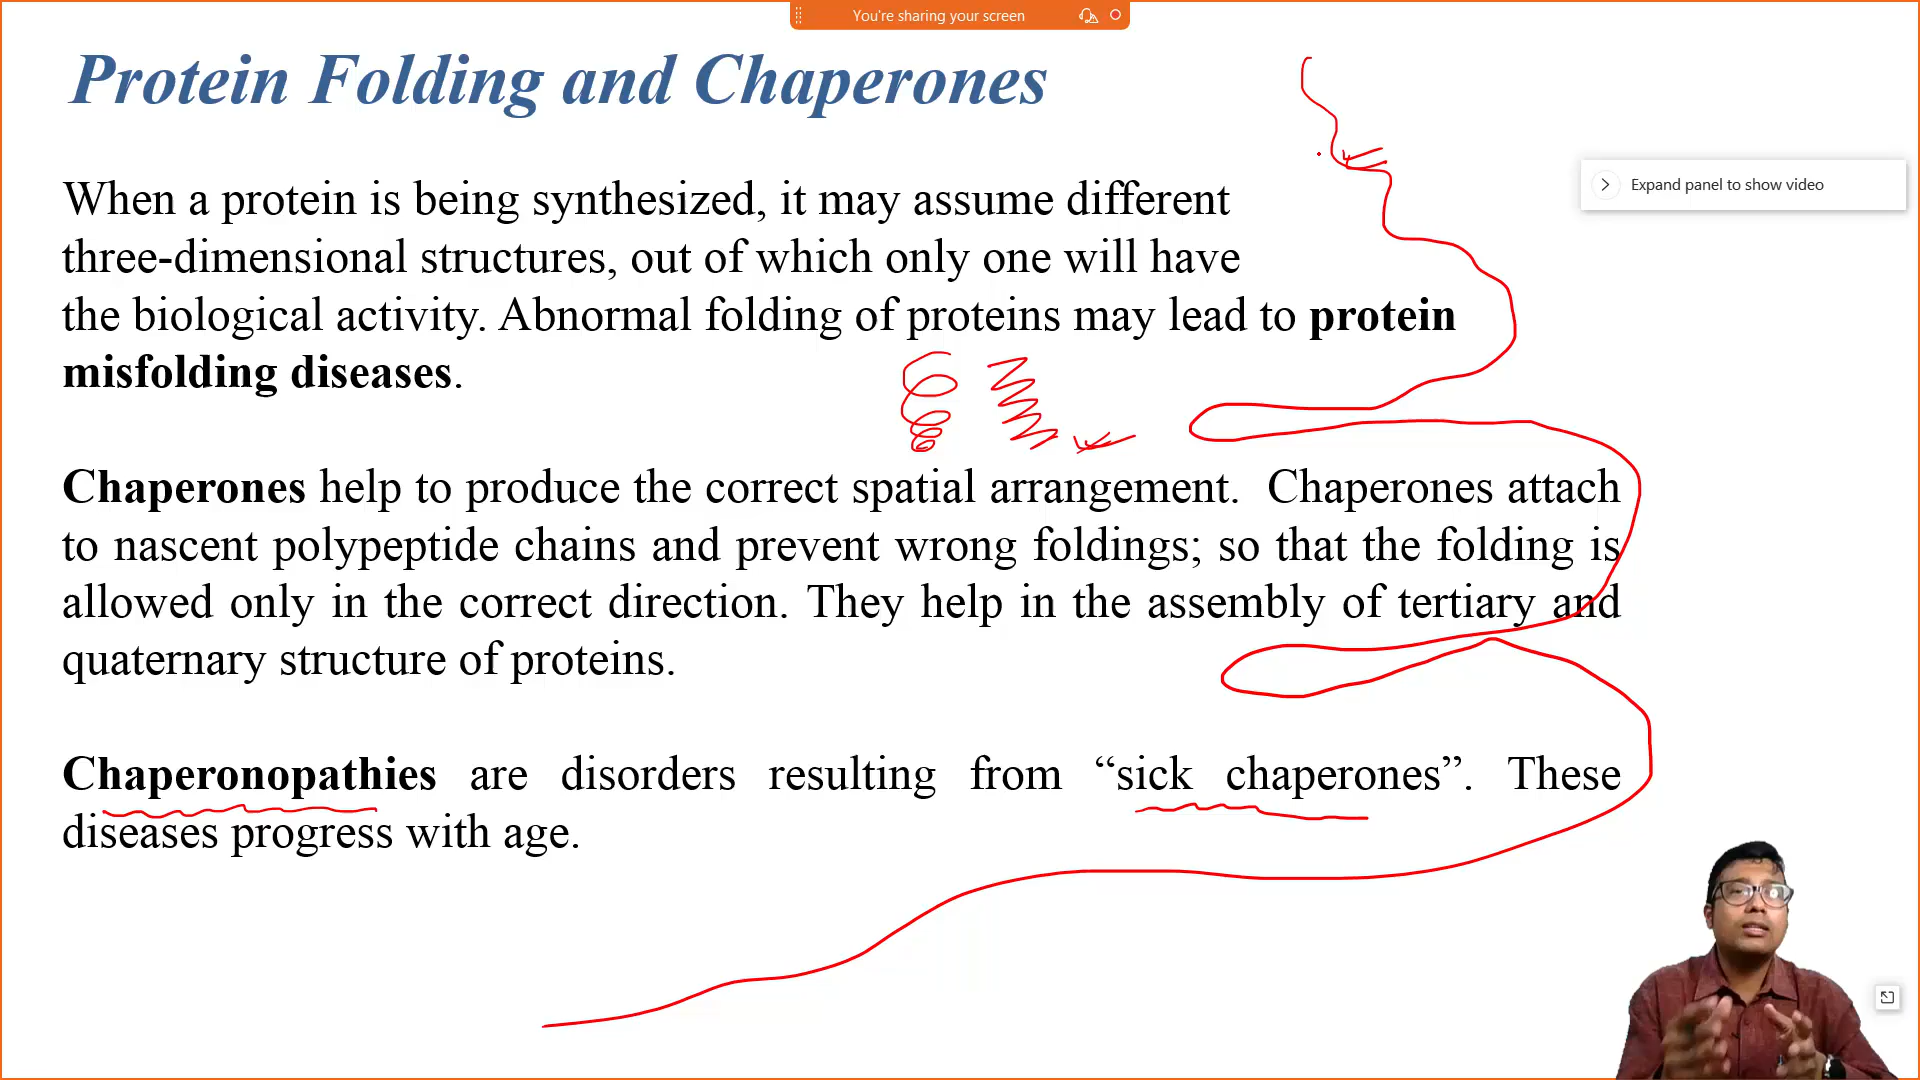 You're sharing your screen
Protein Folding and Chaperones
Expand panel to show video
When a protein is being synthesized, it may assume different
three-dimensional structures, out of which only one will have
the biological activity. Abnormal folding of proteins may lead to protein
misfolding diseases.
Chaperones help to produce the correct spatial arrangement. Chaperones attach
to nascent polypeptide chains and prevent wrong foldings; so that the folding is
allowed only in the correct direction. They help in the assembly of tertiary and
quaternary structure of proteins.
Chaperonopathies are disorders resulting from “sick chaperones”. These
diseases progress with age.